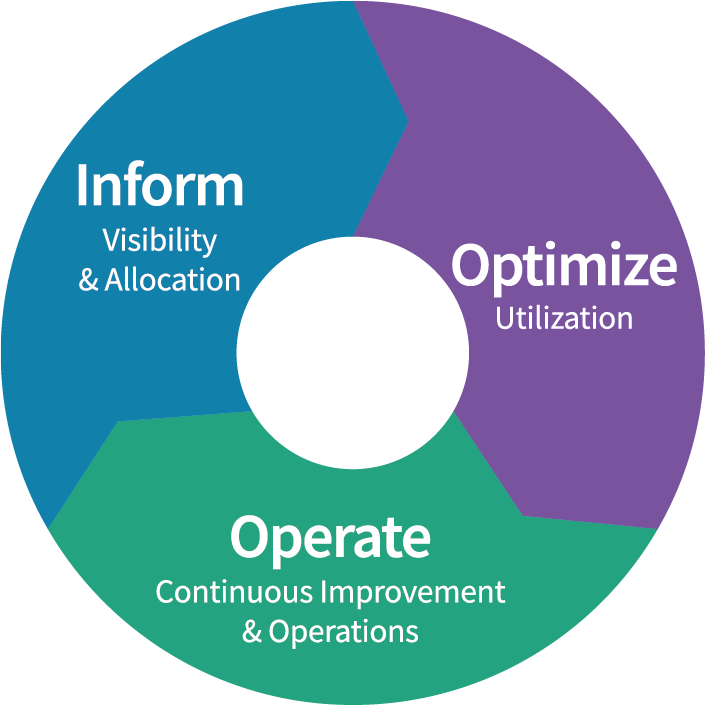 Inform
Visibility
& Allocation
Optimize
Utilization
Operate
Continuous Improvement
& Operations